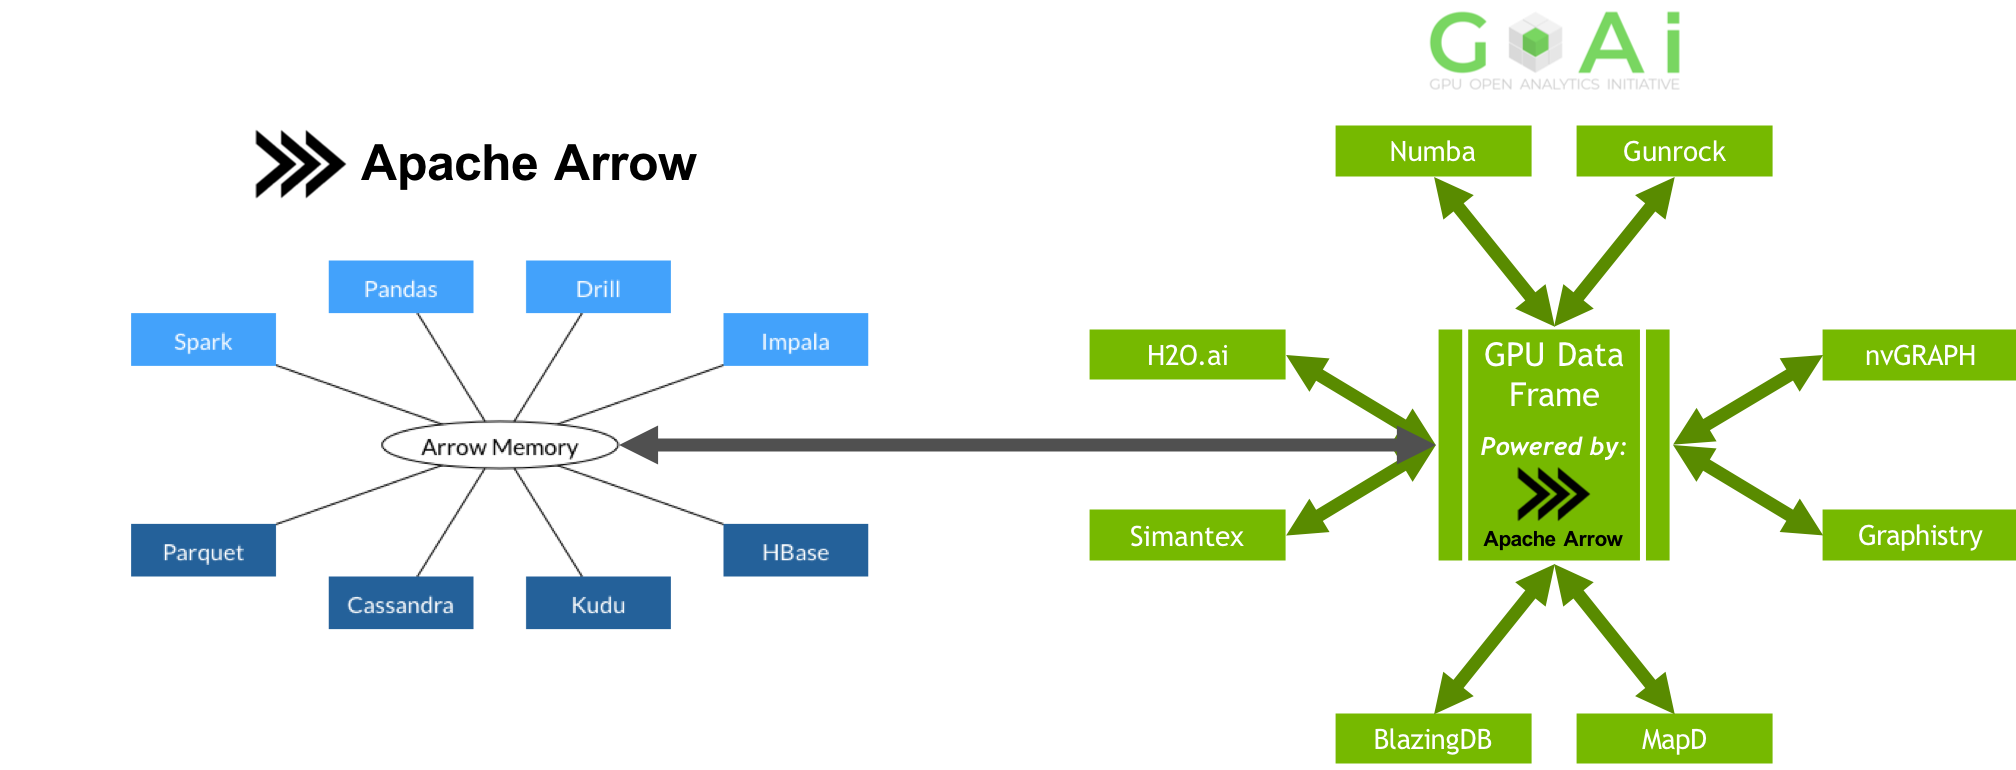 G Ai
GPU OPEN ANALYTICS INITIATIVE
Apache Arrow
Pandas
Drill
Spark
Impala
Arrow Memory
Parquet
HBase
Cassandra
Kudu
Numba
Gunrock
H2O.ai
GPU Data
Frame
nvGRAPH
Powered by:
Simantex
Apache Arrow
Graphistry
BlazingDB
MapD